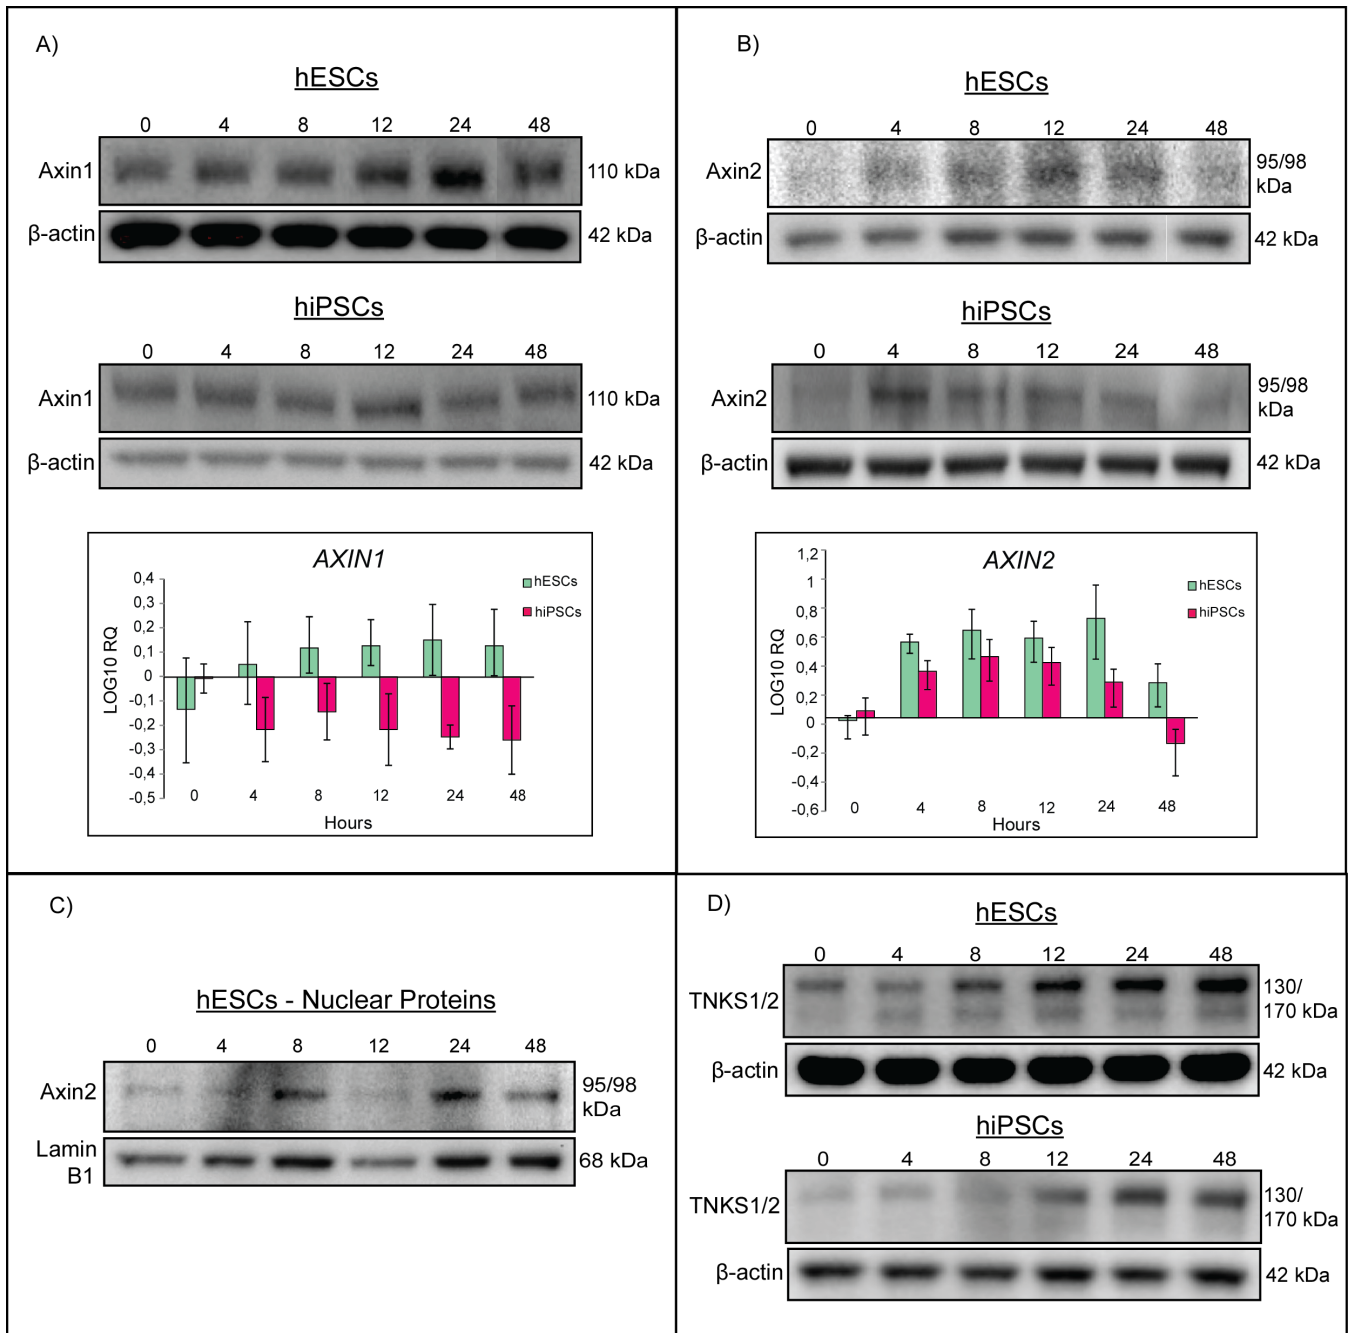 A)
hESCs
0 4 8 12 24 48
Axin1 110 kDa
β-actin 42 kDa
hiPSCs
0 4 8 12 24 48
Axin1 110 kDa
β-actin 42 kDa
AXIN1
0,4
0,3
0,2
0,1
0
-0,1
-0,2
-0,3
-0,4
-0,5
LOG10 RQ
hESCs
hiPSCs
0 4 8 12 24 48
Hours
B)
hESCs
0 4 8 12 24 48
Axin2 95/98
kDa
β-actin 42 kDa
hiPSCs
0 4 8 12 24 48
Axin2 95/98
kDa
β-actin 42 kDa
AXIN2
1,2
1
0,8
0,6
0,4
0,2
0
-0,2
-0,4
-0,6
LOG10 RQ
hESCs
hiPSCs
0 4 8 12 24 48
Hours
C)
hESCs - Nuclear Proteins
0 4 8 12 24 48
Axin2 95/98
kDa
Lamin
B1 68 kDa
D)
hESCs
0 4 8 12 24 48
TNKS1/2 130/
170 kDa
β-actin 42 kDa
hiPSCs
0 4 8 12 24 48
TNKS1/2 130/
170 kDa
β-actin 42 kDa